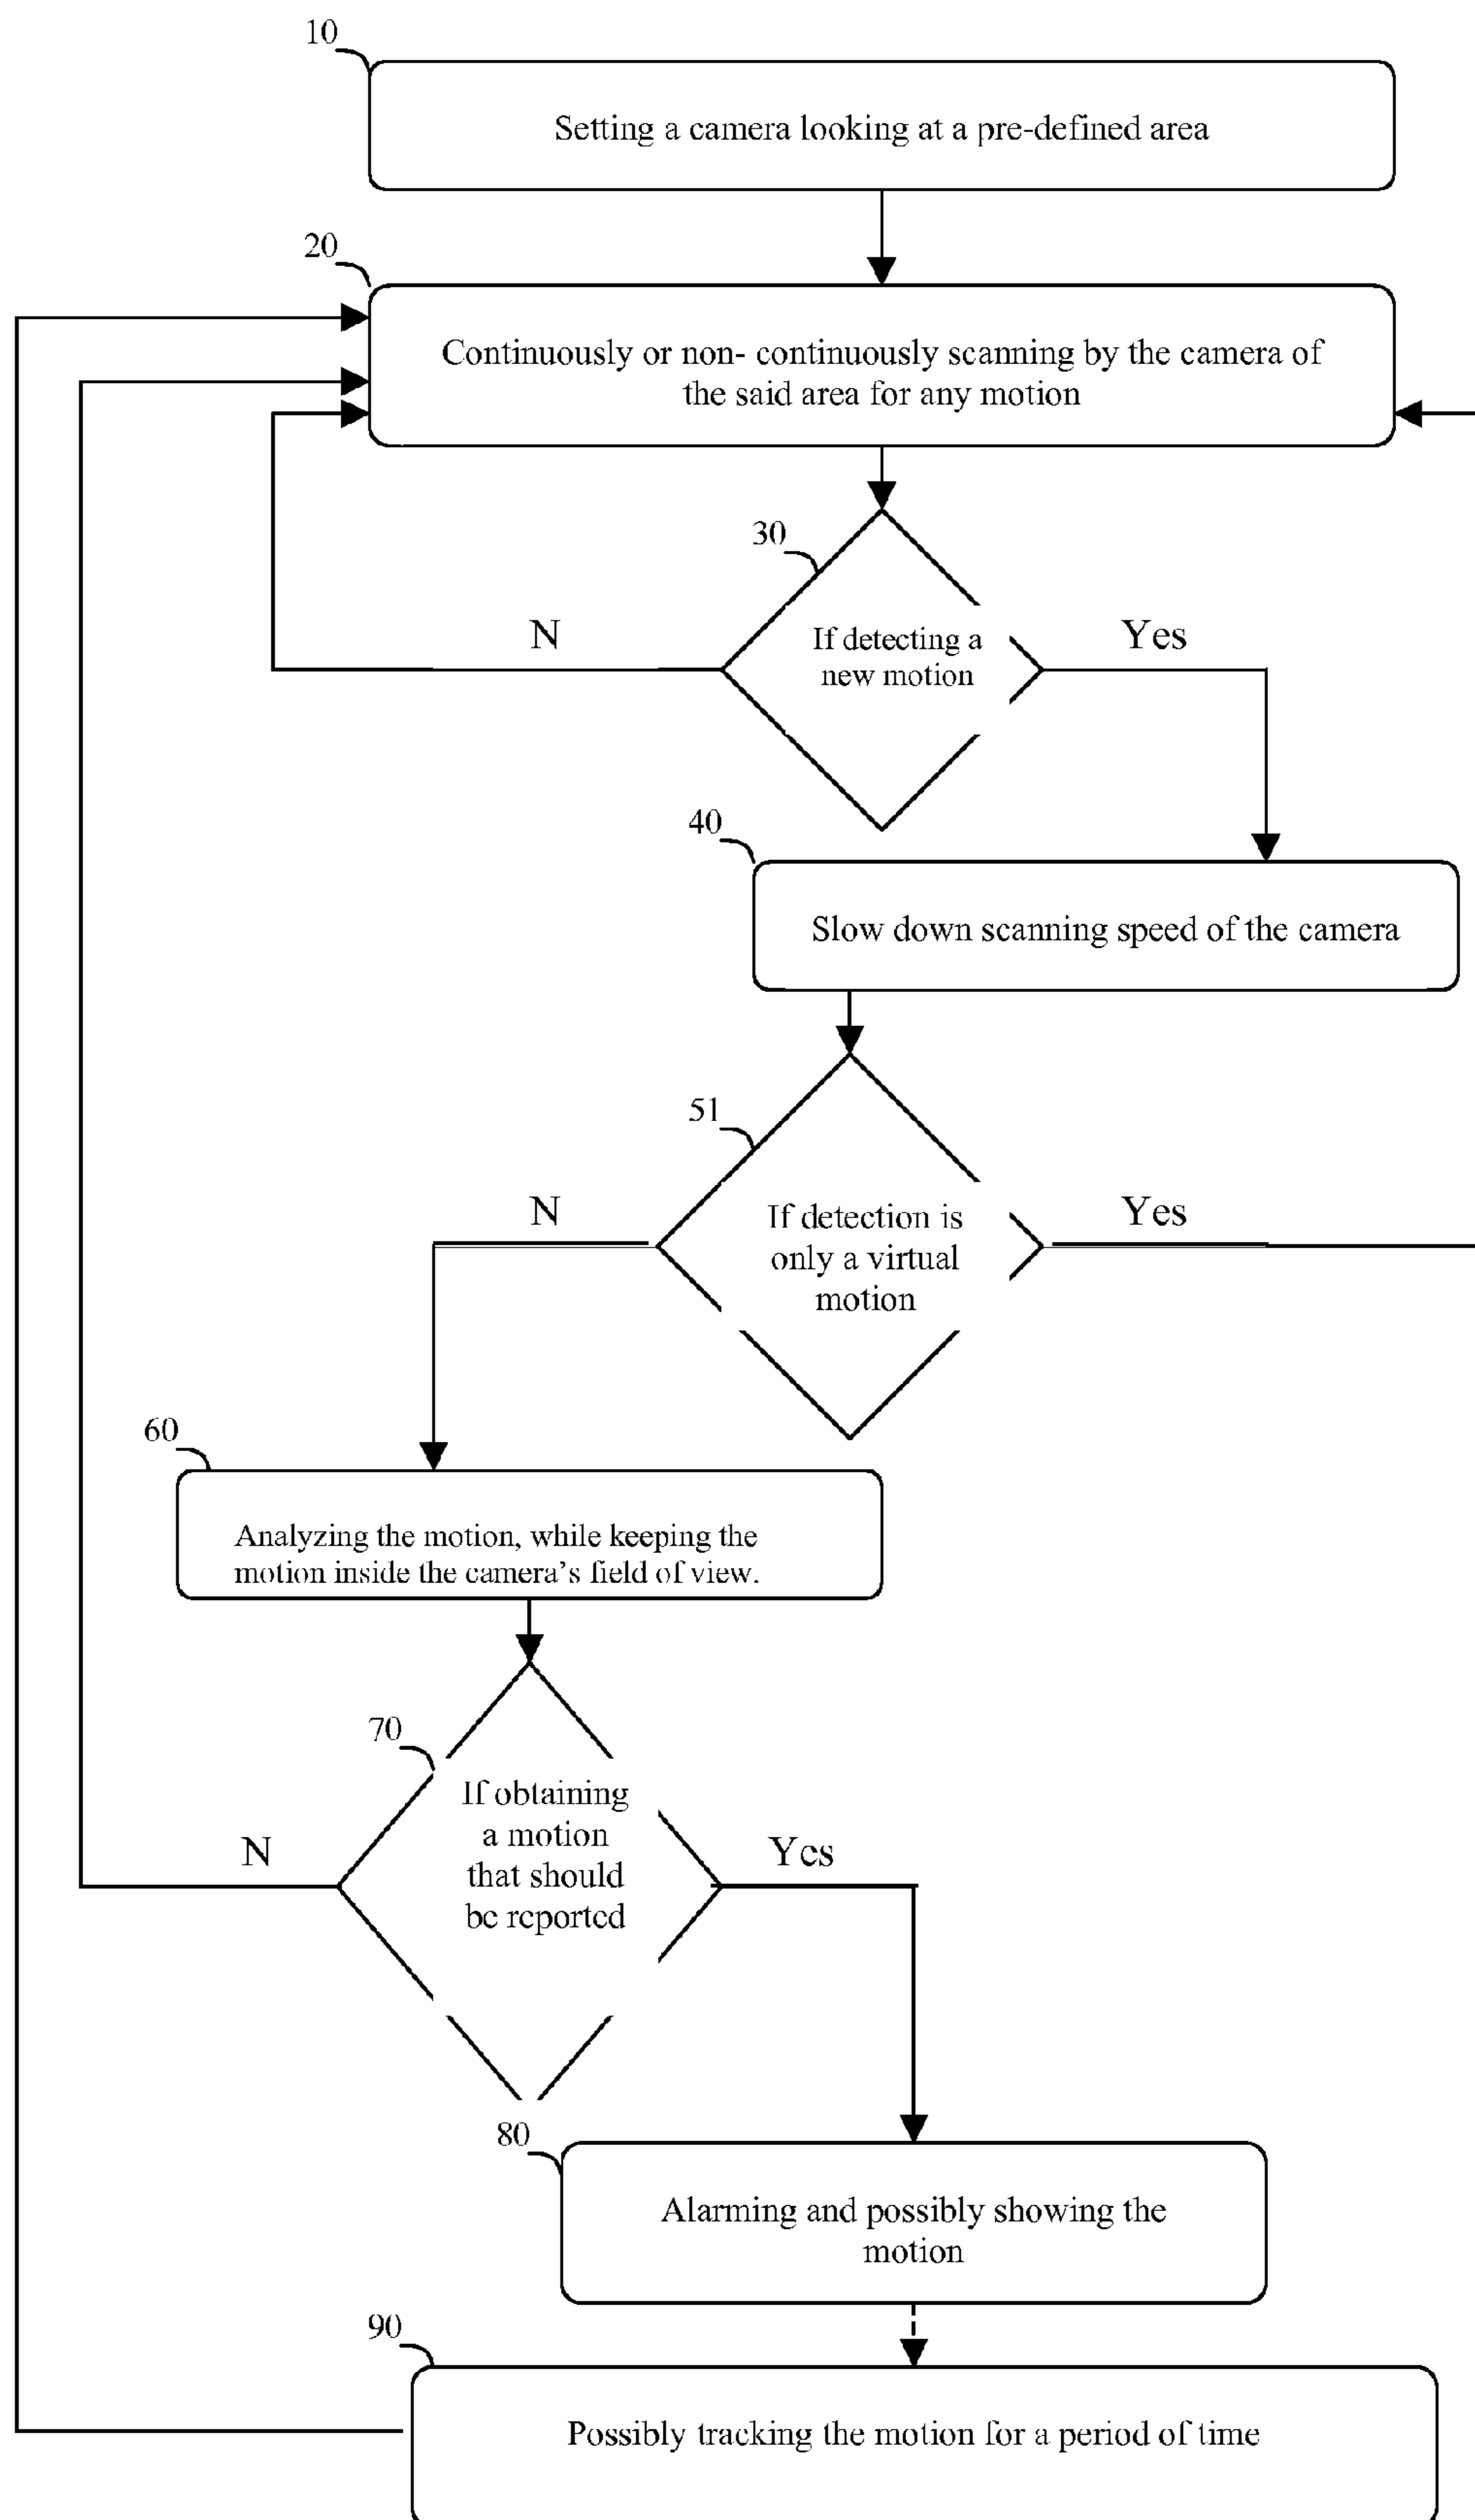 10
Setting a camera looking at a pre-defined area
20
Continuously or non- continuously scanning by the camera of
the said area for any motion
30
N
If detecting a
new motion
Yes
40
Slow down scanning speed of the camera
51
N
If detection is
only a virtual
motion
Yes
60
Analyzing the motion, while keeping the
motion inside the camera's field of view.
70
N
If obtaining
a motion
that should
be reported
Yes
80
Alarming and possibly showing the
motion
90
Possibly tracking the motion for a period of time